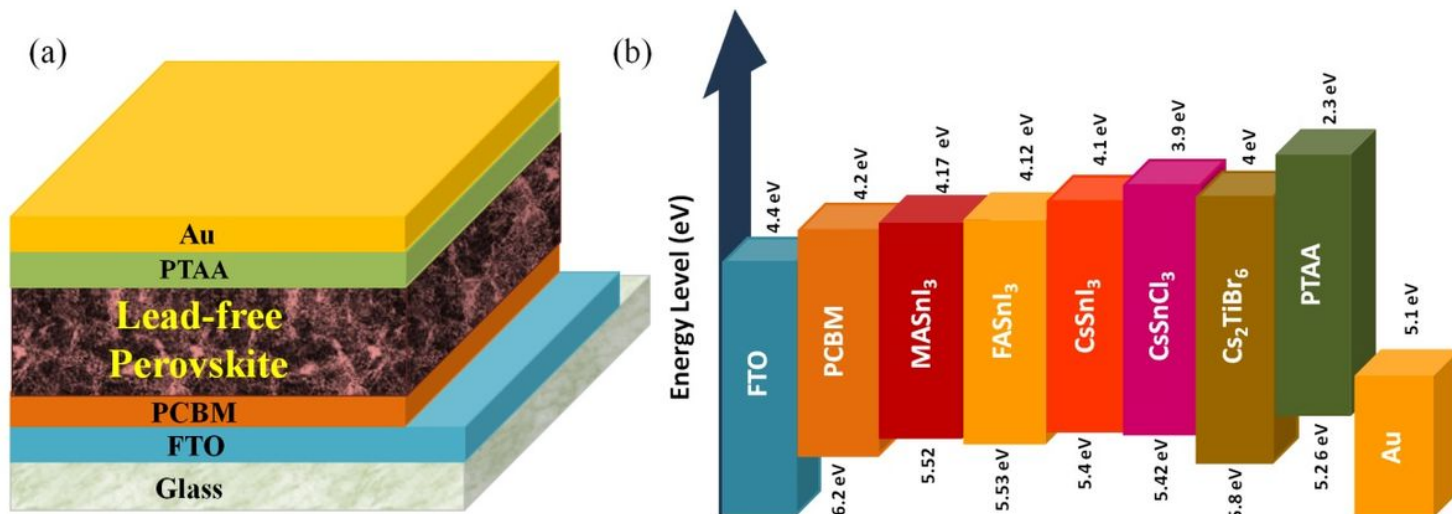 (a)
Au
PTAA
Lead-free
Perovskite
PCBM
FTO
Glass
(b)
Energy Level (eV)
4.4 eV
FTO
4.2 eV
PCBM
6.2 eV
4.17 eV
MASnI₃
5.52
4.12 eV
FASnI₃
5.53 eV
4.1 eV
CsSnI₃
5.4 eV
3.9 eV
CsSnCl₃
5.42 eV
4 eV
Cs₂TiBr₆
2.3 eV
PTAA
5.26 eV
5.1 eV
Au